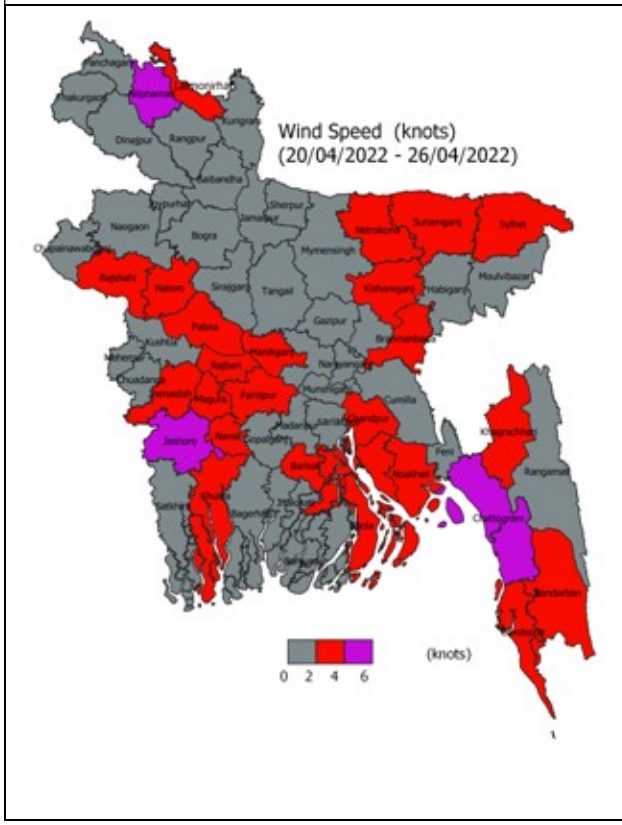 Panchagarh
Nilphamari
Lalmonirhat
Thakurgaon
Kurigram
Dinajpur
Rangpur
Wind Speed (knots)
(20/04/2022 - 26/04/2022)
Gaibandha
Joypurhat
Sherpur
Naogaon
Jamalpur
Netrakona
Sunamganj
Sylhet
Bogra
Mymensingh
Chapainawabganj
Rajshahi
Natore
Sirajganj
Tangail
Kishoreganj
Habiganj
Moulvibazar
Pabna
Gazipur
Brahmanbaria
Kushtia
Meherpur
Manikganj
Narayanganj
Chuadanga
Rajbari
Jhenaidah
Magura
Faridpur
Munshiganj
Cumilla
Chandpur
Khagrachhari
Jashore
Narail
Gopalganj
Madaripur
Feni
Rangamati
Barisal
Noakhali
Khulna
Satkhira
Bagerhat
Chattogram
Bandarban
(knots)
0 2 4 6